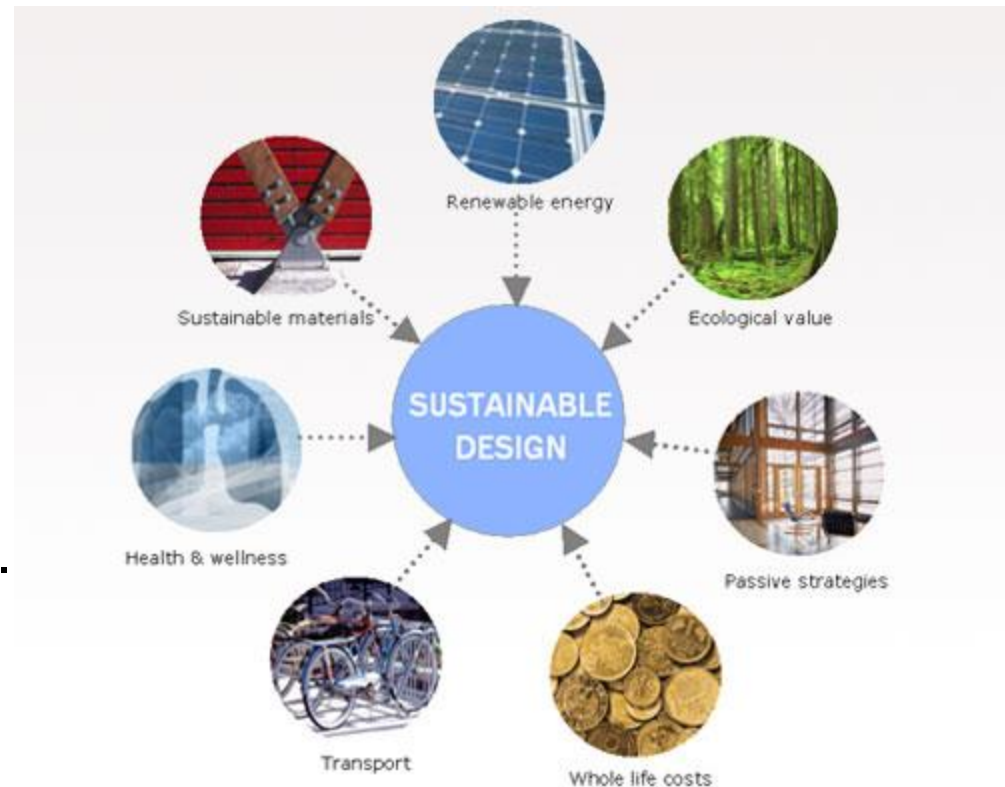 Renewable energy
Sustainable materials
Ecological value
SUSTAINABLE
DESIGN
Health & wellness
Passive strategies
Transport
Whole life costs